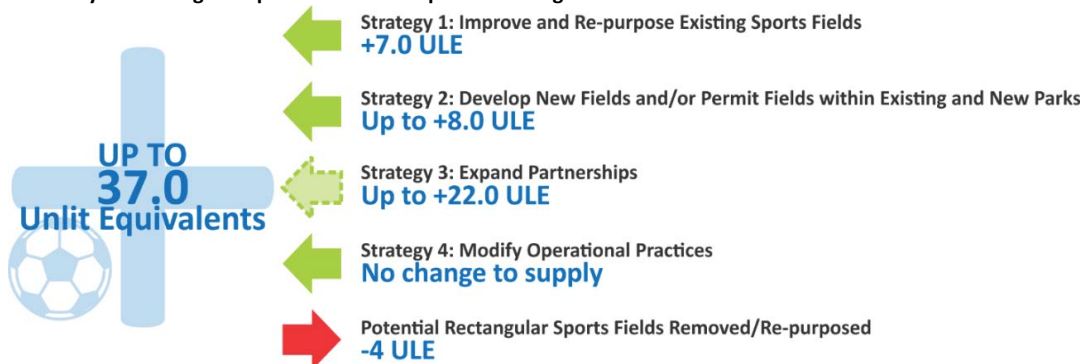 UP TO
37.0
Unlit Equivalents
Strategy 1: Improve and Re-purpose Existing Sports Fields
+7.0 ULE
Strategy 2: Develop New Fields and/or Permit Fields within Existing and New Parks
Up to +8.0 ULE
Strategy 3: Expand Partnerships
Up to +22.0 ULE
Strategy 4: Modify Operational Practices
No change to supply
Potential Rectangular Sports Fields Removed/Re-purposed
-4 ULE